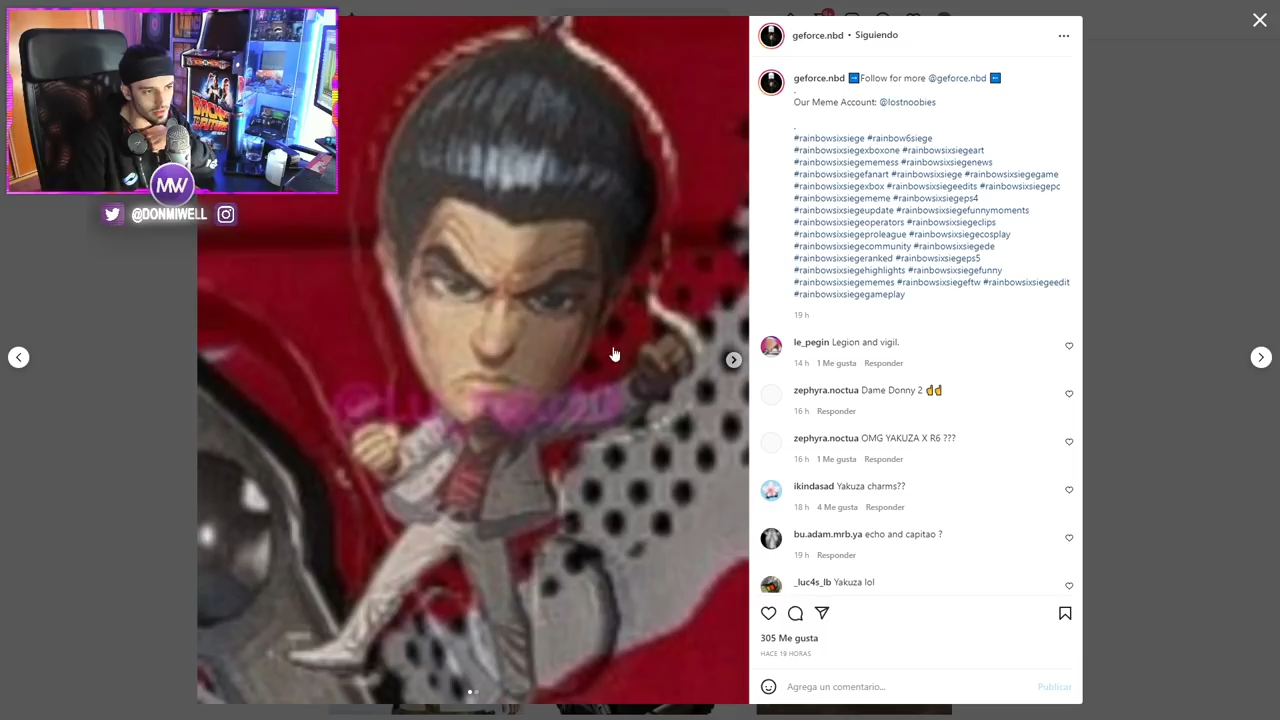 BACK
FUTURE
MW
@DONMIWELL
geforce.nbd • Siguiendo
geforce.nbd ➡️Follow for more @geforce.nbd ⬅️
.
Our Meme Account: @lostnoobies
.
#rainbowsixsiege #rainbow6siege
#rainbowsixsiegexboxone #rainbowsixsiegeart
#rainbowsixsiegememess #rainbowsixsiegenews
#rainbowsixsiegefanart #rainbowsixsiege #rainbowsixsiegegame
#rainbowsixsiegexbox #rainbowsixsiegeedits #rainbowsixsiegepc
#rainbowsixsiegememe #rainbowsixsiegeps4
#rainbowsixsiegeupdate #rainbowsixsiegefunnymoments
#rainbowsixsiegeoperators #rainbowsixsiegeclips
#rainbowsixsiegeproleague #rainbowsixsiegecosplay
#rainbowsixsiegecommunity #rainbowsixsiegede
#rainbowsixsiegeranked #rainbowsixsiegeps5
#rainbowsixsiegehighlights #rainbowsixsiegefunny
#rainbowsixsiegememes #rainbowsixsiegeftw #rainbowsixsiegeedit
#rainbowsixsiegegameplay
19 h
le_pegin Legion and vigil.
14 h 1 Me gusta Responder
zephyra.noctua Dame Donny 2
16 h Responder
zephyra.noctua OMG YAKUZA X R6 ???
16 h 1 Me gusta Responder
ikindasad Yakuza charms??
18 h 4 Me gusta Responder
bu.adam.mrb.ya echo and capitao ?
19 h Responder
_luc4s_lb Yakuza lol
305 Me gusta
HACE 19 HORAS
Agrega un comentario...
Publicar